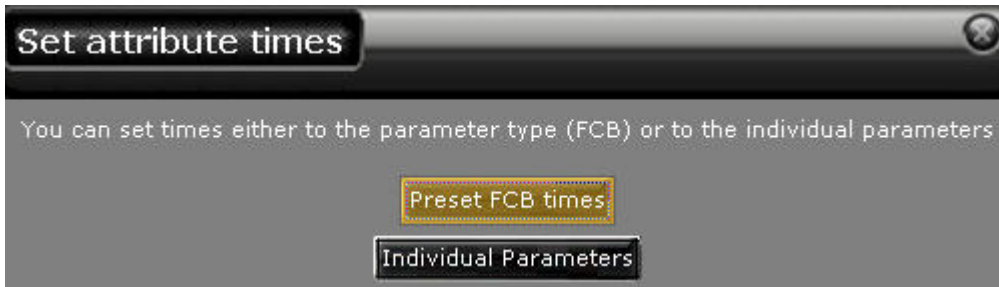 Set attribute times
You can set times either to the parameter type (FCB) or to the individual parameters
Preset FCB times
Individual Parameters